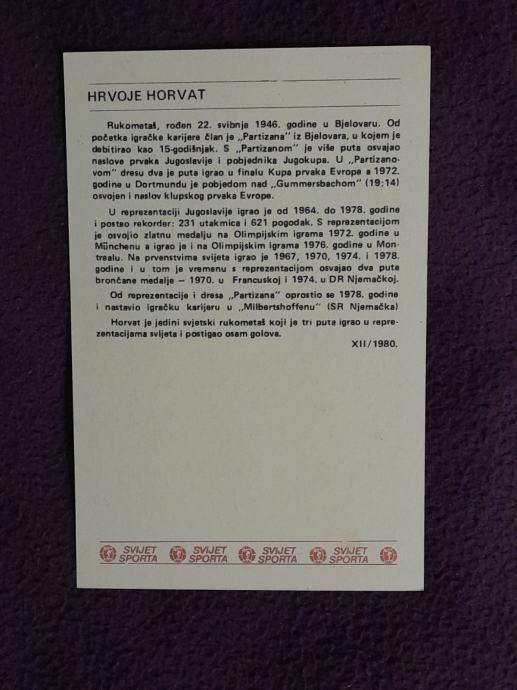 HRVOJE HORVAT
Rukometaš, rođen 22. svibnja 1946. godine u Bjelovaru. Od
početka igračke karijere član je „Partizana" iz Bjelovara, u kojem je
debitirao kao 15-godišnjak. S „Partizanom" je više puta osvajao
naslove prvaka Jugoslavije i pobjednika Jugokupa. U „Partizano-
vom" dresu dva je puta igrao u finalu Kupa prvaka Evrope a 1972.
godine u Dortmundu je pobjedom nad „Gummersbachom" (19:14)
osvojen i naslov klupskog prvaka Evrope.
U reprezentaciji Jugoslavije igrao je od 1964. do 1978. godine
i postao rekorder: 231 utakmica i 621 pogodak. S reprezentacijom
je osvojio zlatnu medalju na Olimpijskim igrama 1972. godine u
Münchenu a igrao je i na Olimpijskim igrama 1976. godine u Mon-
trealu. Na prvenstvima svijeta igrao je 1967, 1970, 1974. i 1978.
godine i u tom je vremenu s reprezentacijom osvajao dva puta
brončane medalje — 1970. u Francuskoj i 1974. u DR Njemačkoj.
Od reprezentacije i dresa „Partizana" oprostio se 1978. godine
i nastavio igračku karijeru u „Milbertshoffenu" (SR Njemačka)
Horvat je jedini svjetski rukometaš koji je tri puta igrao u repre-
zentacijama svijeta i postigao osam golova.
XII/1980.
SVIJET SPORTA SVIJET SPORTA SVIJET SPORTA SVIJET SPORTA